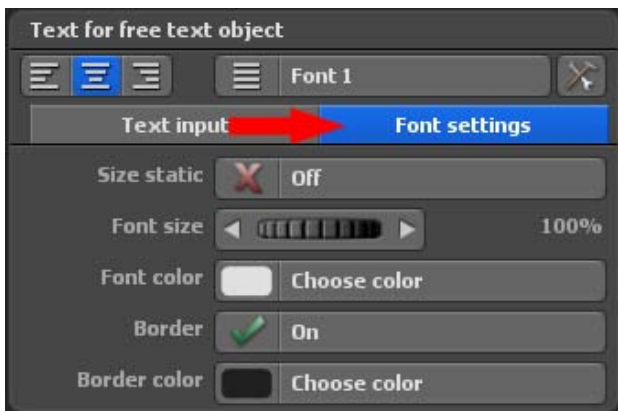 Text for free text object
Font 1
Text input Font settings
Size static Off
Font size 100%
Font color Choose color
Border On
Border color Choose color